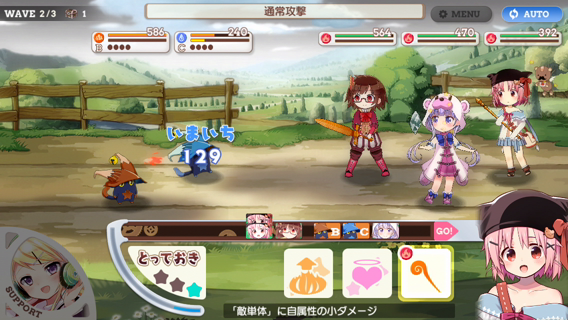 WAVE 2/3 1
通常攻撃
MENU
AUTO
586
B
240
C
564
470
392
いまいち
129
B C
GO!
とっておき
SUPPORT
「敵単体」に自属性の小ダメージ